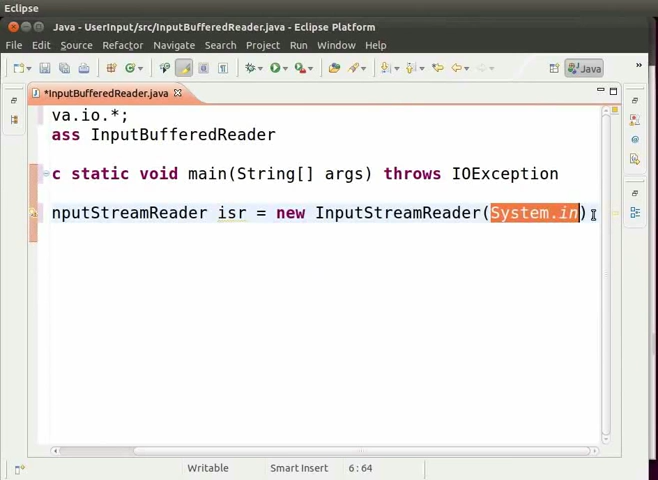 Eclipse
Java - UserInput/src/InputBufferedReader.java - Eclipse Platform
File Edit Source Refactor Navigate Search Project Run Window Help
Java
*InputBufferedReader.java
va.io.*;
ass InputBufferedReader
c static void main(String[] args) throws IOException
nputStreamReader isr = new InputStreamReader(System.in)
Writable Smart Insert 6:64